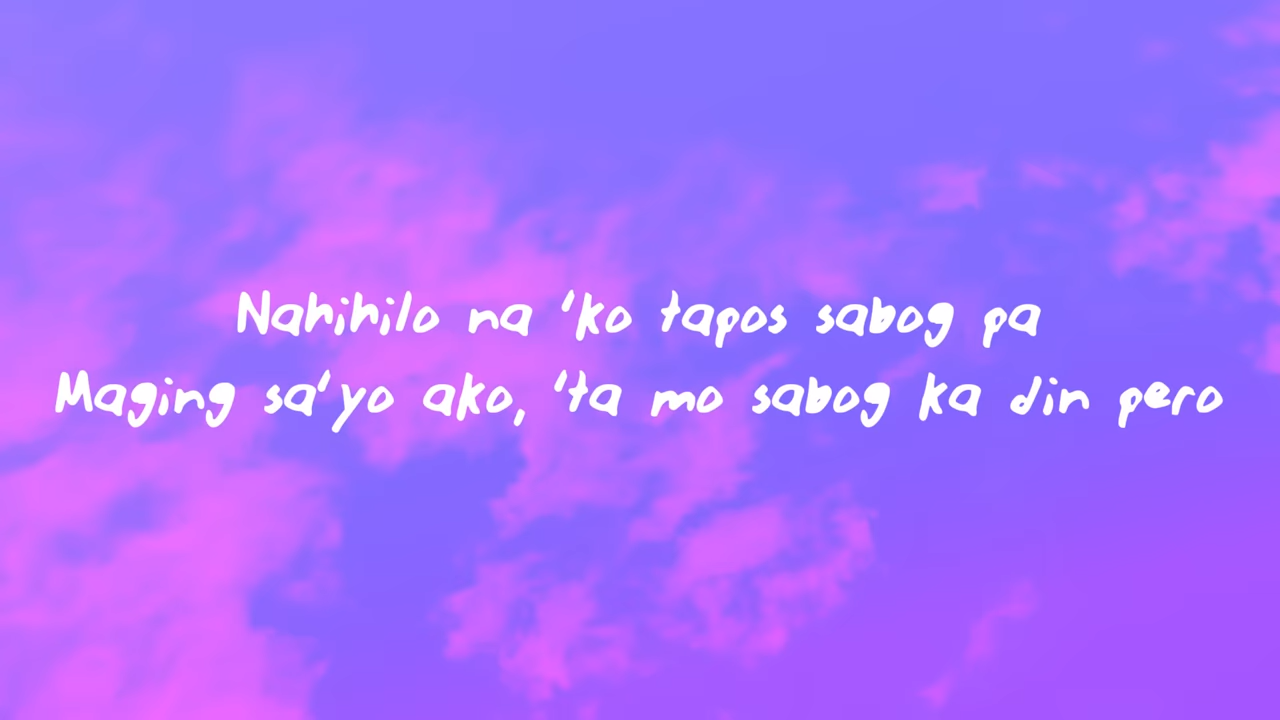 Nahihilo na 'ko tapos sabog pa
Maging sa'yo ako, 'ta mo sabog ka din pero